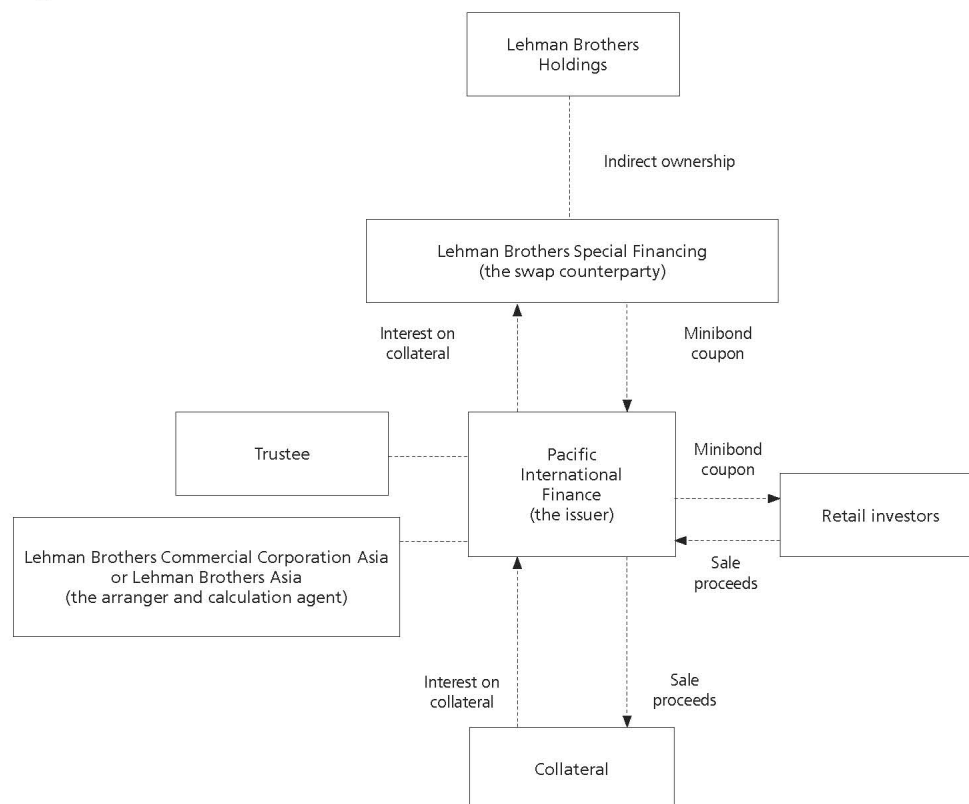 Lehman Brothers
Holdings
Indirect ownership
Lehman Brothers Special Financing
(the swap counterparty)
Interest on
collateral
Minibond
coupon
Trustee
Pacific
International
Finance
(the issuer)
Minibond
coupon
Retail investors
Sale
proceeds
Lehman Brothers Commercial Corporation Asia
or Lehman Brothers Asia
(the arranger and calculation agent)
Interest on
collateral
Sale
proceeds
Collateral